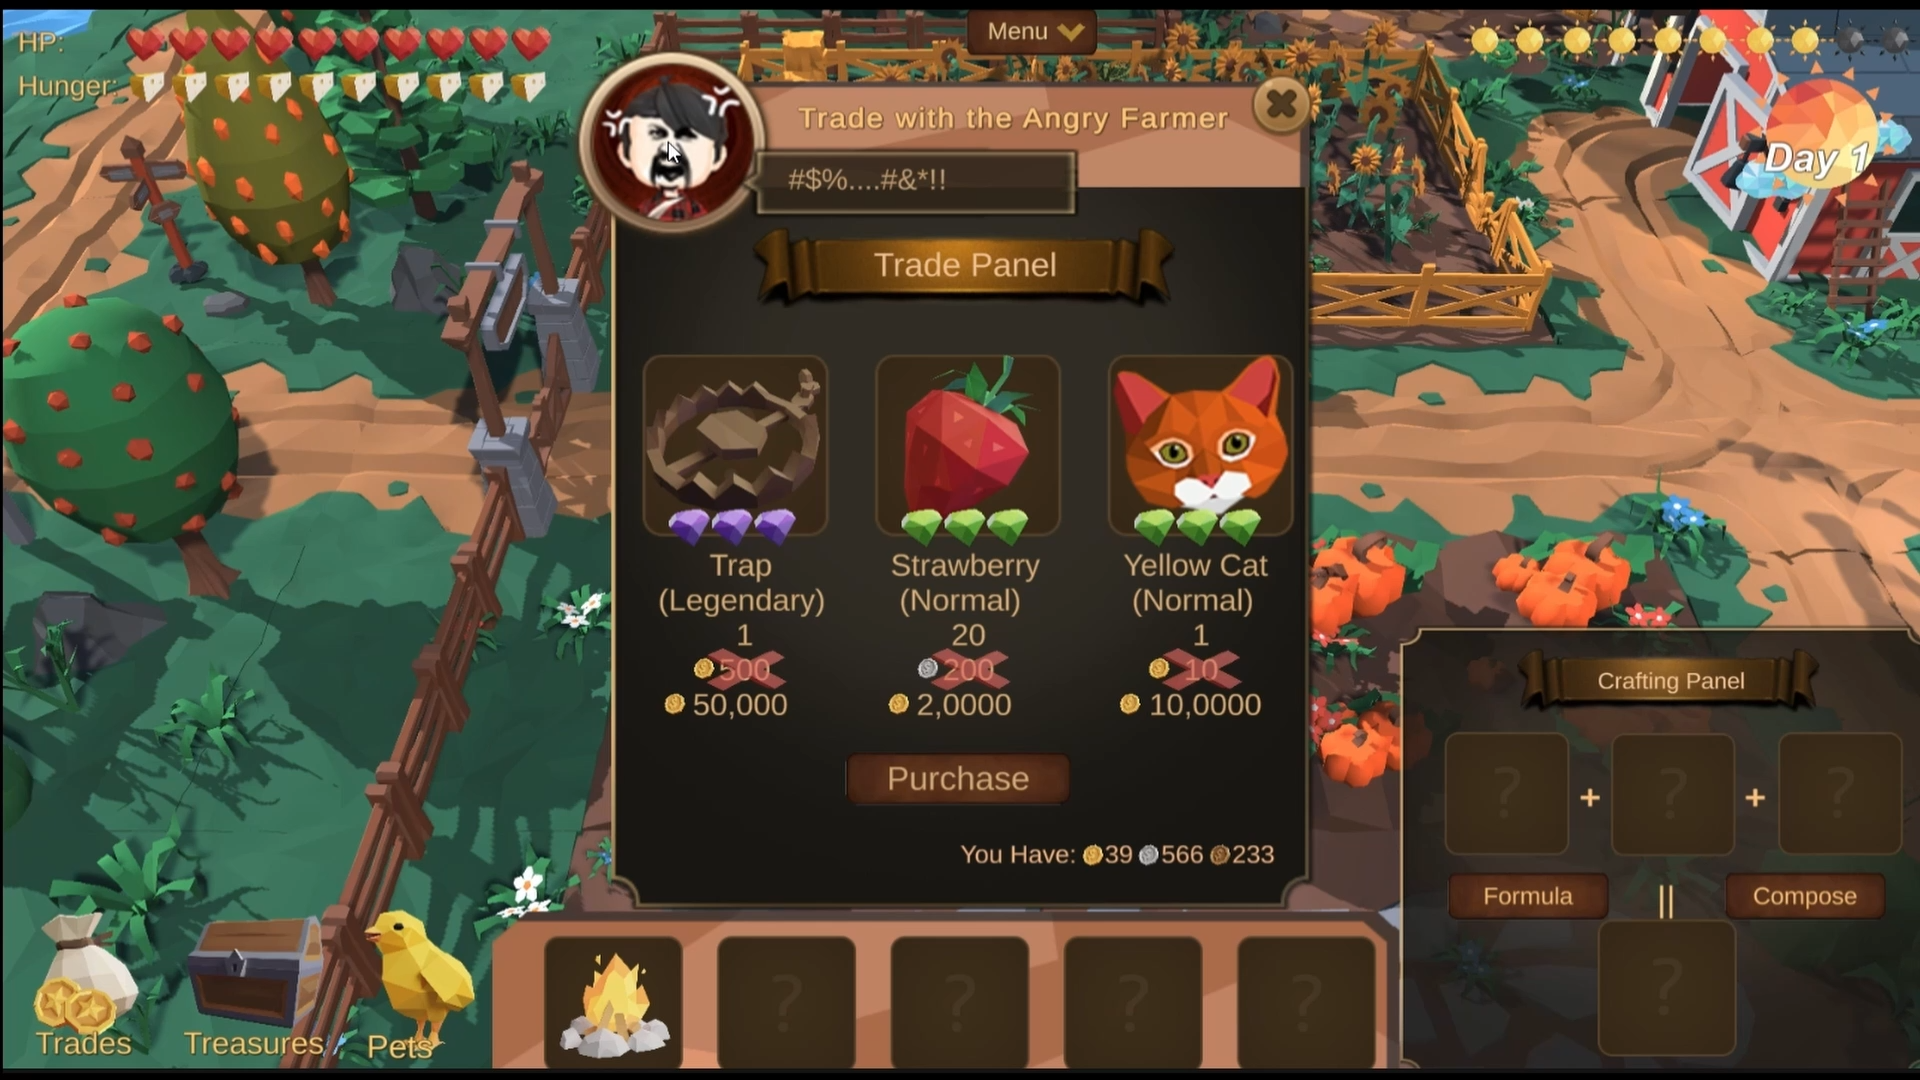 HP:
Hunger:
Menu
Trade with the Angry Farmer
#$%....#&*!!
Day 1
Trade Panel
Trap
(Legendary)
1
500
50,000
Strawberry
(Normal)
20
200
2,0000
Yellow Cat
(Normal)
1
10
10,0000
Purchase
You Have: 39 566 233
Crafting Panel
? + ? + ?
Formula
||
Compose
?
Trades
Treasures
Pets
? ? ? ?